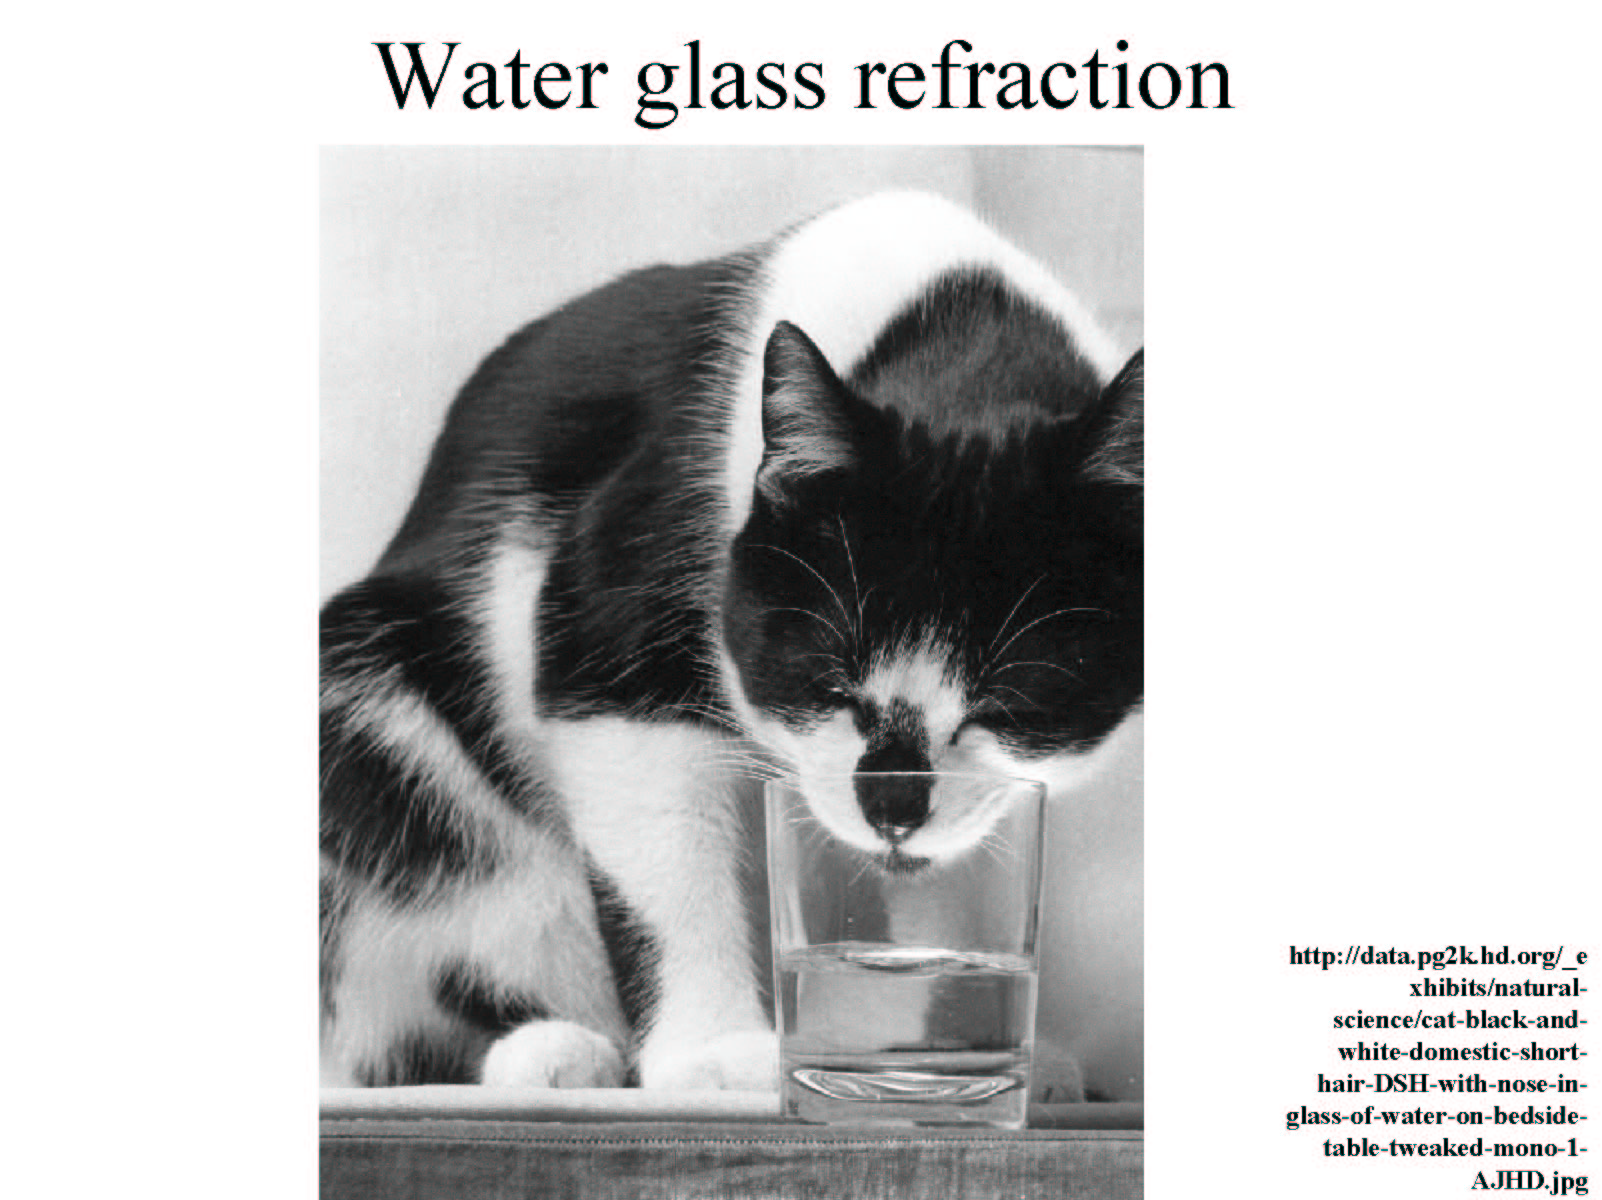 Water glass refraction
http://data.pg2k.hd.org/_e
xhibits/natural-
science/cat-black-and-
white-domestic-short-
hair-DSH-with-nose-in-
glass-of-water-on-bedside-
table-tweaked-mono-1-
AJHD.jpg